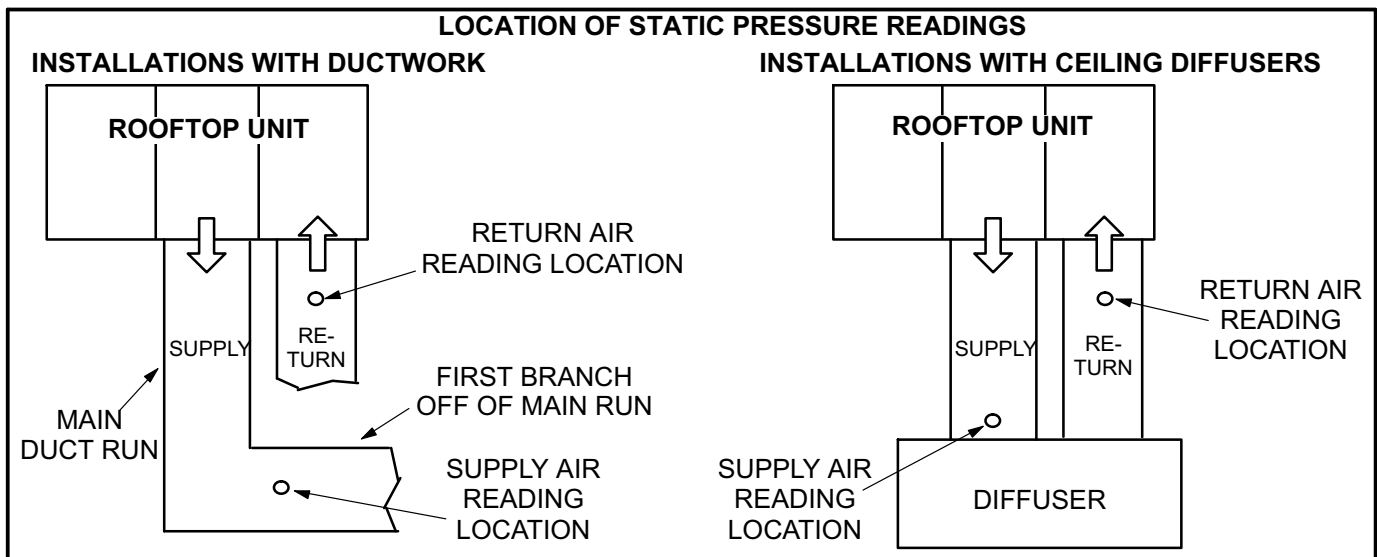 LOCATION OF STATIC PRESSURE READINGS
INSTALLATIONS WITH DUCTWORK
ROOFTOP UNIT
RETURN AIR
READING LOCATION
SUPPLY
RE-
TURN
MAIN
DUCT RUN
FIRST BRANCH
OFF OF MAIN RUN
SUPPLY AIR
READING
LOCATION
INSTALLATIONS WITH CEILING DIFFUSERS
ROOFTOP UNIT
RETURN AIR
READING
LOCATION
SUPPLY
RE-
TURN
SUPPLY AIR
READING
LOCATION
DIFFUSER